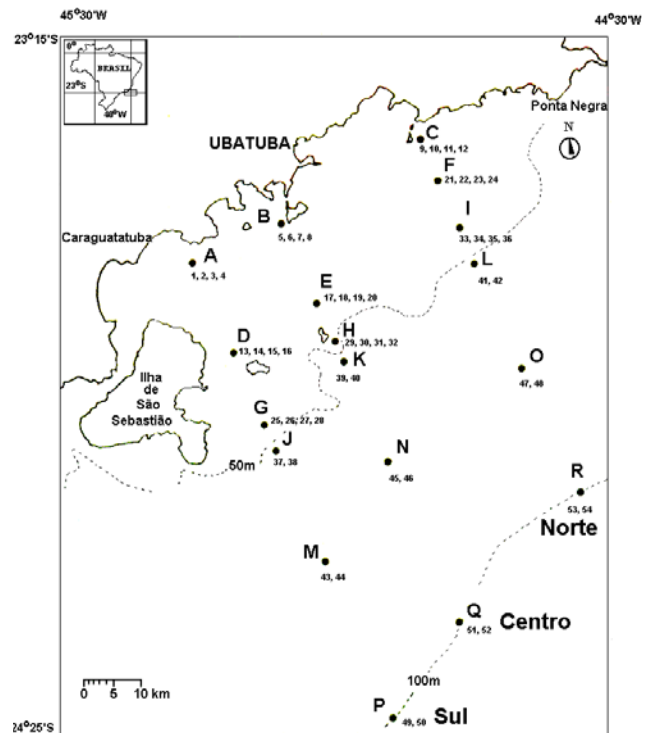 45°30'W
44°30'W
23°15'S
0°
BRASIL
23°S
40°W
Ponta Negra
N
UBATUBA
C
9, 10, 11, 12
F
21, 22, 23, 24
B
5, 6, 7, 8
I
33, 34, 35, 36
Caraguatatuba
A
1, 2, 3, 4
L
41, 42
E
17, 18, 19, 20
D
13, 14, 15, 16
H
29, 30, 31, 32
K
39, 40
O
47, 48
Ilha
de
São
Sebastião
G
25, 26, 27, 28
J
37, 38
50m
N
45, 46
R
53, 54
Norte
M
43, 44
Q
51, 52
Centro
0 5 10 km
100m
P
49, 50
Sul
24°25'S